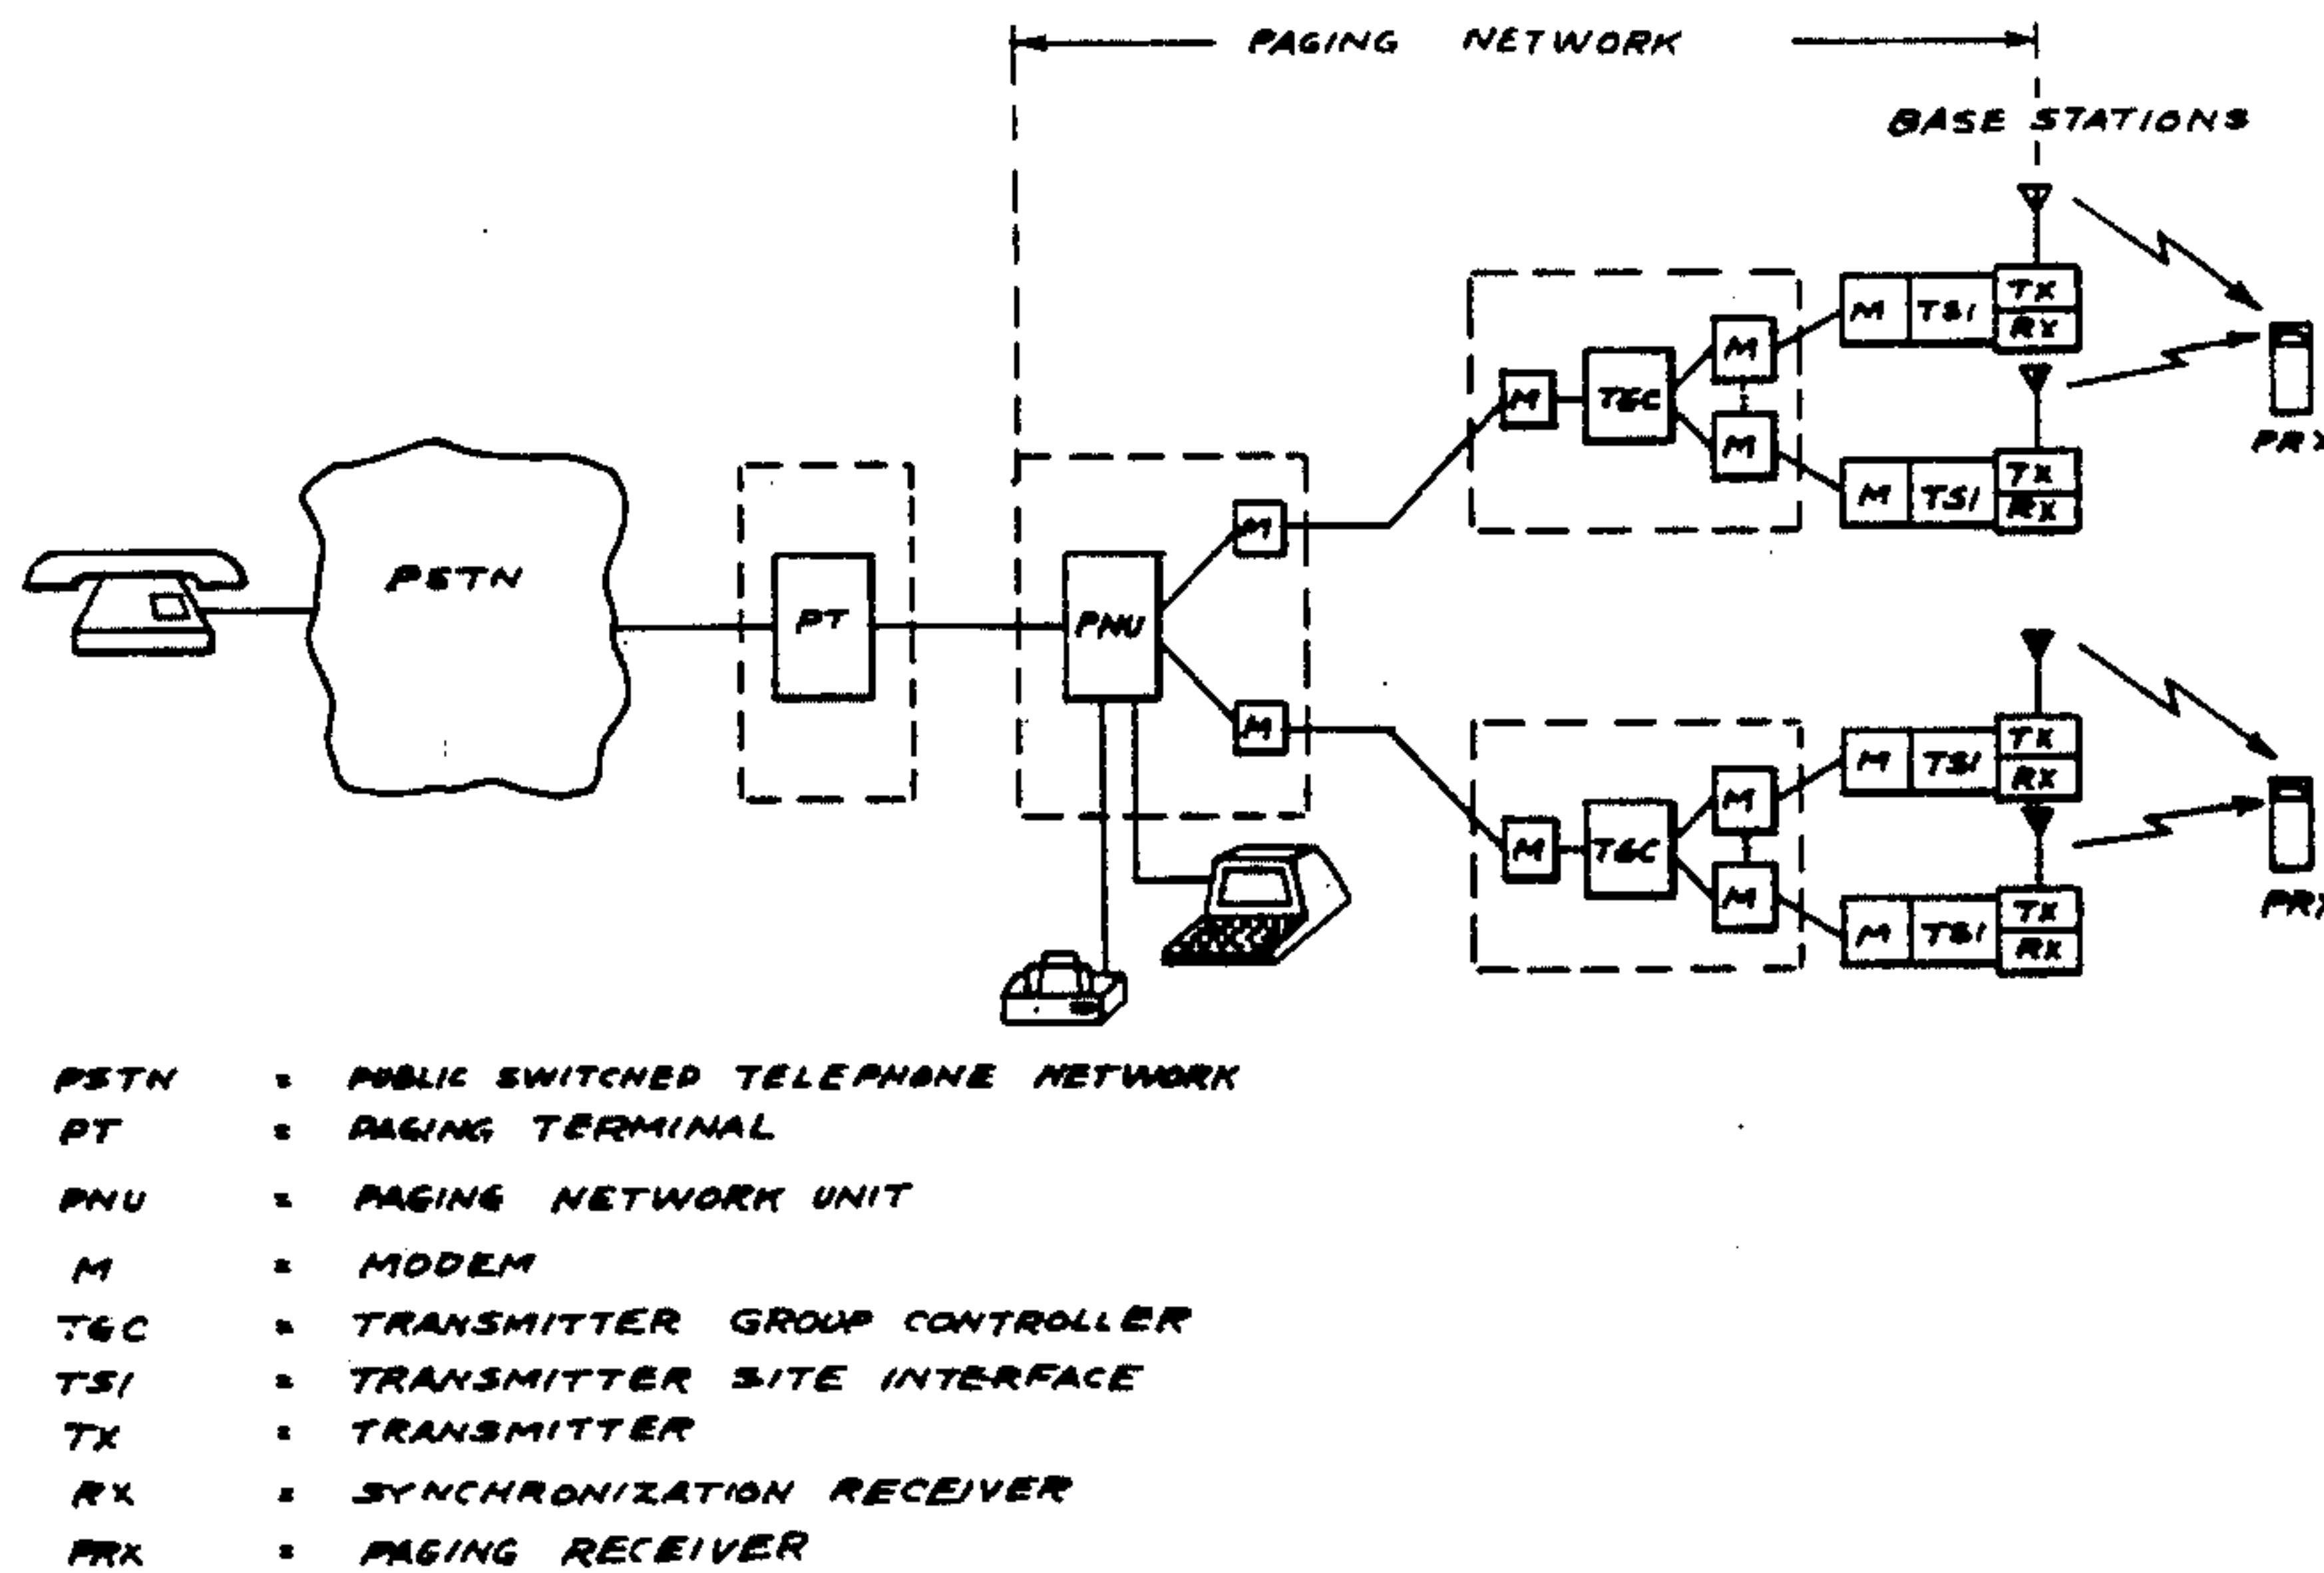 PAGING NETWORK
BASE STATIONS
TX
M TSI
RX
M
M TGC
PRX
M
TX
M TSI
RX
PSTN
M
PT
PNU
M
TX
M TSI
RX
M
M TGC
PRX
M
TX
M TSI
RX
PSTN = PUBLIC SWITCHED TELEPHONE NETWORK
PT = PAGING TERMINAL
PNU = PAGING NETWORK UNIT
M = MODEM
TGC = TRANSMITTER GROUP CONTROLLER
TSI = TRANSMITTER SITE INTERFACE
TX = TRANSMITTER
RX = SYNCHRONIZATION RECEIVER
PRX = PAGING RECEIVER